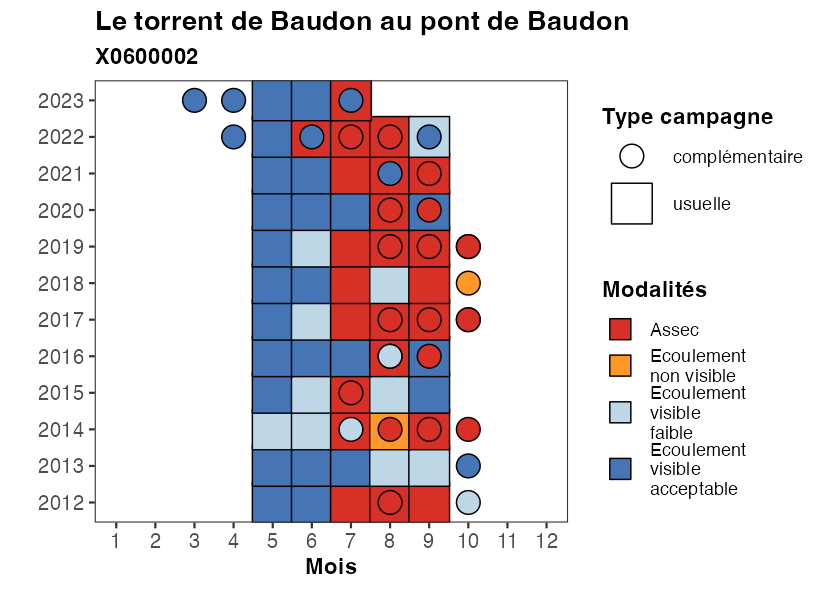 Le torrent de Baudon au pont de Baudon
X0600002
2023
2022
2021
2020
2019
2018
2017
2016
2015
2014
2013
2012
1 2 3 4 5 6 7 8 9 10 11 12
Mois
Type campagne
complémentaire
usuelle
Modalités
Assec
Ecoulement
non visible
Ecoulement
visible
faible
Ecoulement
visible
acceptable